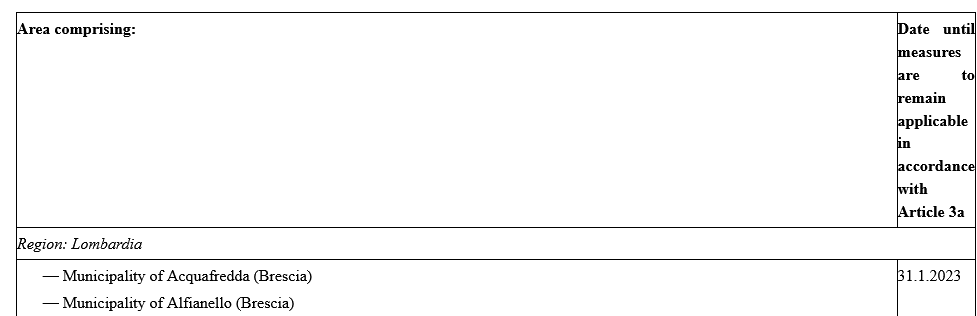 Area comprising:
Date until
measures
are to
remain
applicable
in
accordance
with
Article 3a
Region: Lombardia
— Municipality of Acquafredda (Brescia)
31.1.2023
— Municipality of Alfianello (Brescia)